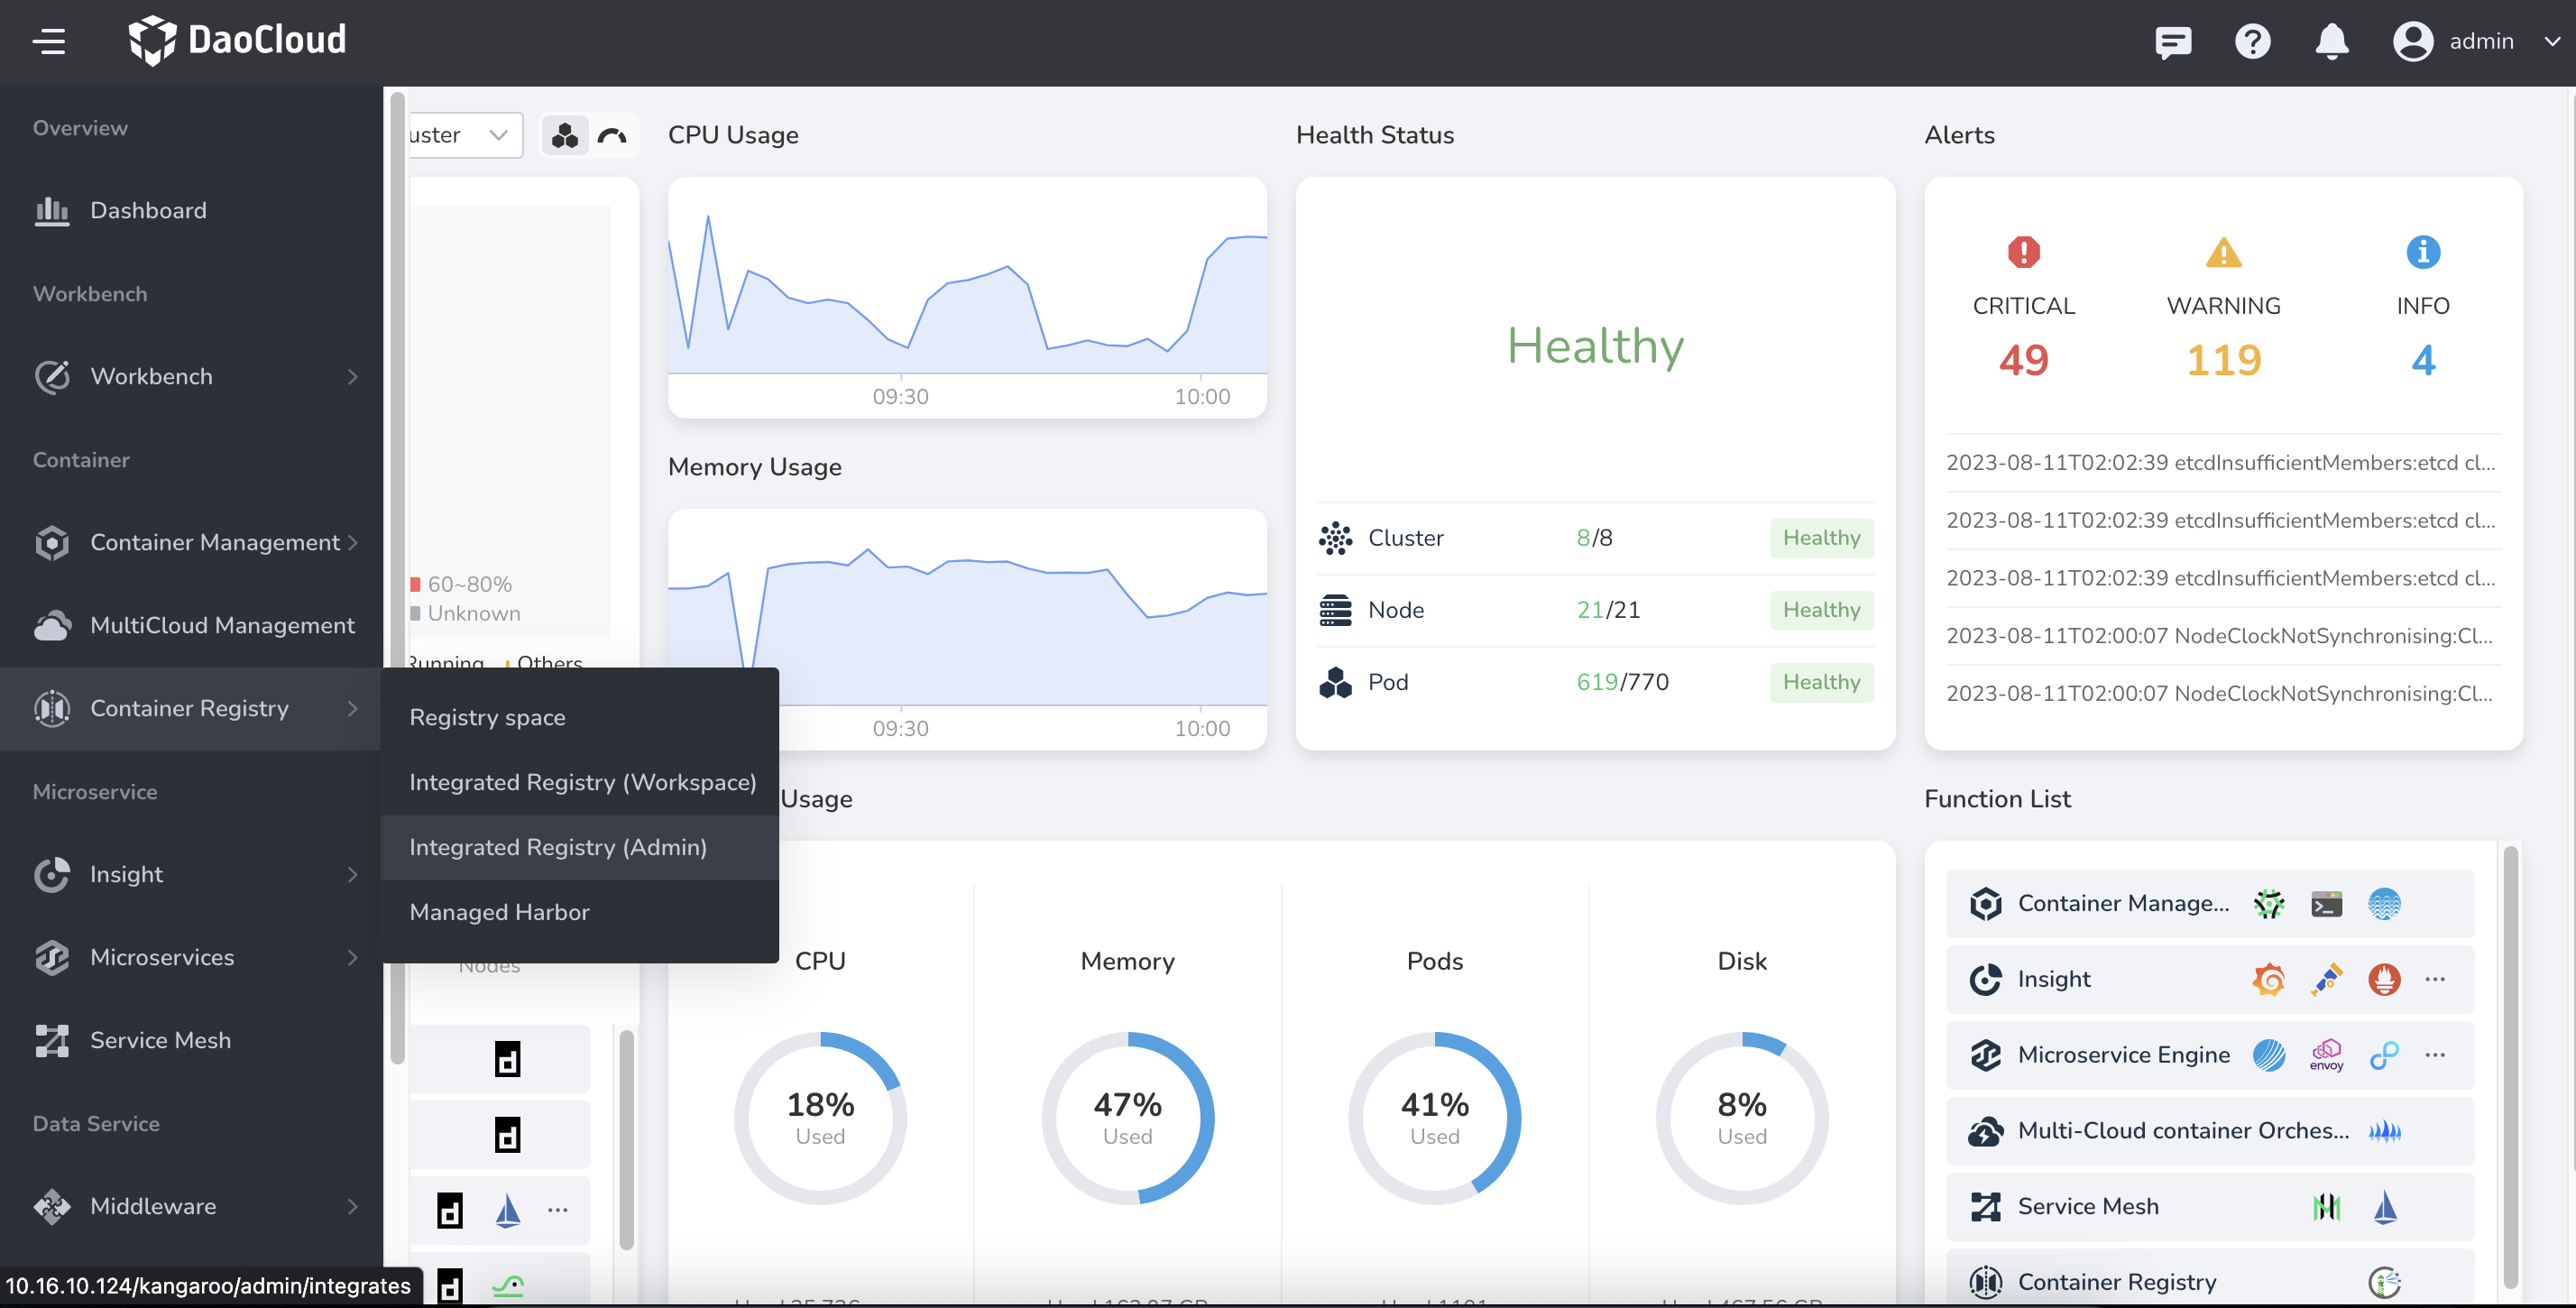 DaoCloud
admin
Overview
Dashboard
Workbench
Workbench
Container
Container Management
MultiCloud Management
Container Registry
Microservice
Insight
Microservices
Service Mesh
Data Service
Middleware
10.16.10.124/kangaroo/admin/integrates
Registry space
Integrated Registry (Workspace)
Integrated Registry (Admin)
Managed Harbor
60~80%
Unknown
Running
Others
Nodes
CPU Usage
09:30
10:00
Memory Usage
09:30
10:00
Health Status
Healthy
Cluster 8/8 Healthy
Node 21/21 Healthy
Pod 619/770 Healthy
Alerts
CRITICAL WARNING INFO
49 119 4
2023-08-11T02:02:39 etcdInsufficientMembers:etcd cl...
2023-08-11T02:02:39 etcdInsufficientMembers:etcd cl...
2023-08-11T02:02:39 etcdInsufficientMembers:etcd cl...
2023-08-11T02:00:07 NodeClockNotSynchronising:Cl...
2023-08-11T02:00:07 NodeClockNotSynchronising:Cl...
Usage
CPU Memory Pods Disk
18% 47% 41% 8%
Used Used Used Used
Function List
Container Manage...
Insight
Microservice Engine
envoy
Multi-Cloud container Orches...
Service Mesh
Container Registry